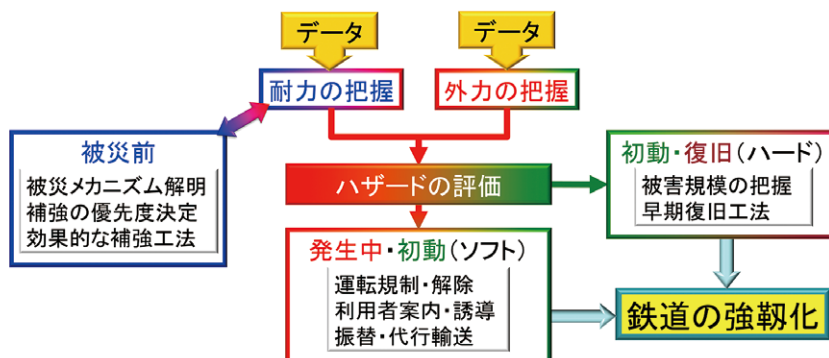 データ
データ
耐力の把握
外力の把握
被災前
被災メカニズム解明
補強の優先度決定
効果的な補強工法
ハザードの評価
初動・復旧(ハード)
被害規模の把握
早期復旧工法
発生中・初動(ソフト)
運転規制・解除
利用者案内・誘導
振替・代行輸送
鉄道の強靱化